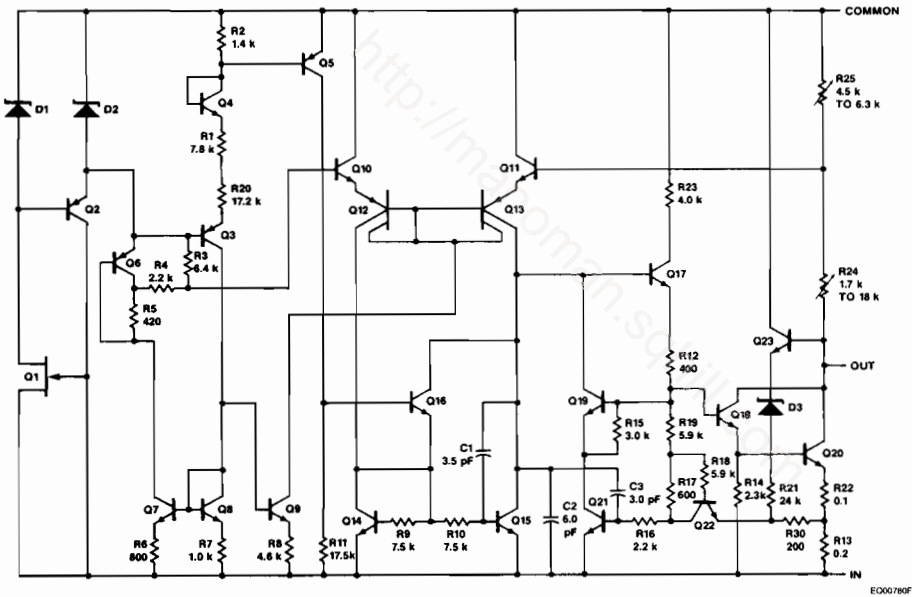 COMMON
R2
1.4 k
Q5
R25
4.5 k
TO 6.3 k
D1
D2
Q4
R1
7.8 k
Q10
Q11
R20
17.2 k
R23
4.0 k
Q2
Q12
Q13
Q3
Q6
R4
2.2 k
R3
6.4 k
Q17
R24
1.7 k
TO 18 k
R5
420
Q23
Q1
R12
400
OUT
Q16
Q19
Q18
D3
R15
3.0 k
R19
5.9 k
C1
3.5 pF
Q20
R18
5.9 k
R17
600
R14
2.3k
R21
24 k
R22
0.1
C3
3.0 pF
C2
6.0
pF
Q7
Q8
Q9
Q14
R9
7.5 k
R10
7.5 k
Q15
Q21
R16
2.2 k
Q22
R30
200
R6
800
R7
1.0 k
R8
4.6 k
R11
17.5k
R13
0.2
IN
EQ00780F